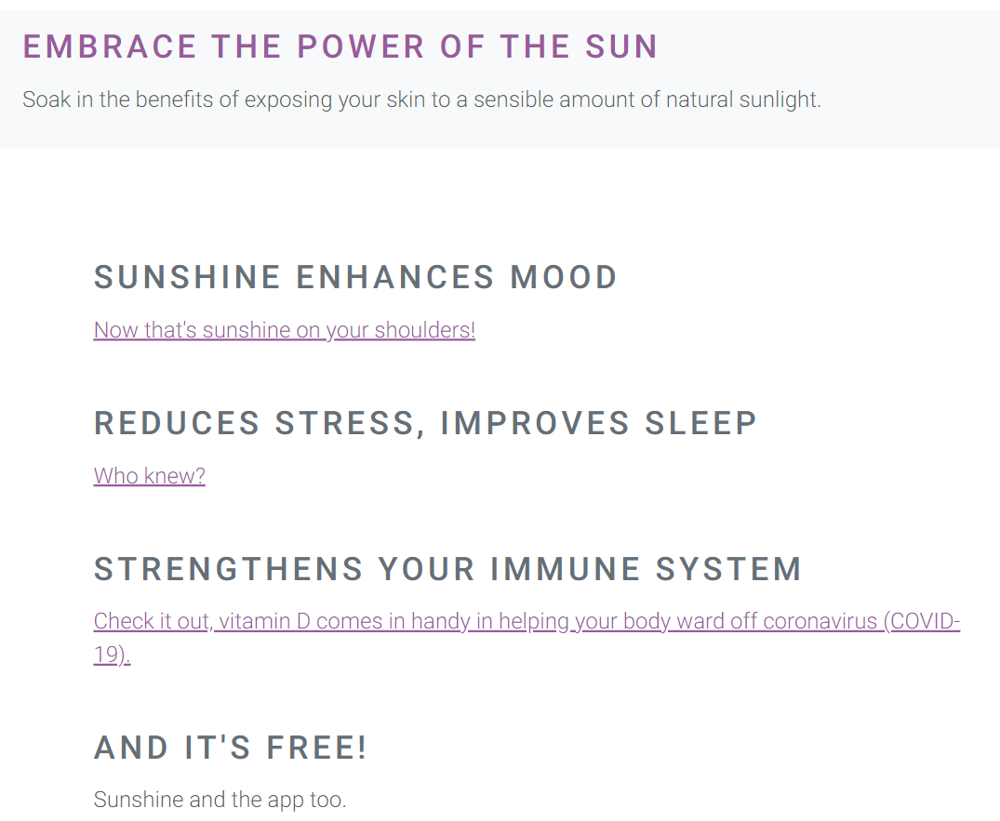 EMBRACE THE POWER OF THE SUN
Soak in the benefits of exposing your skin to a sensible amount of natural sunlight.
SUNSHINE ENHANCES MOOD
Now that's sunshine on your shoulders!
REDUCES STRESS, IMPROVES SLEEP
Who knew?
STRENGTHENS YOUR IMMUNE SYSTEM
Check it out, vitamin D comes in handy in helping your body ward off coronavirus (COVID-
19).
AND IT'S FREE!
Sunshine and the app too.